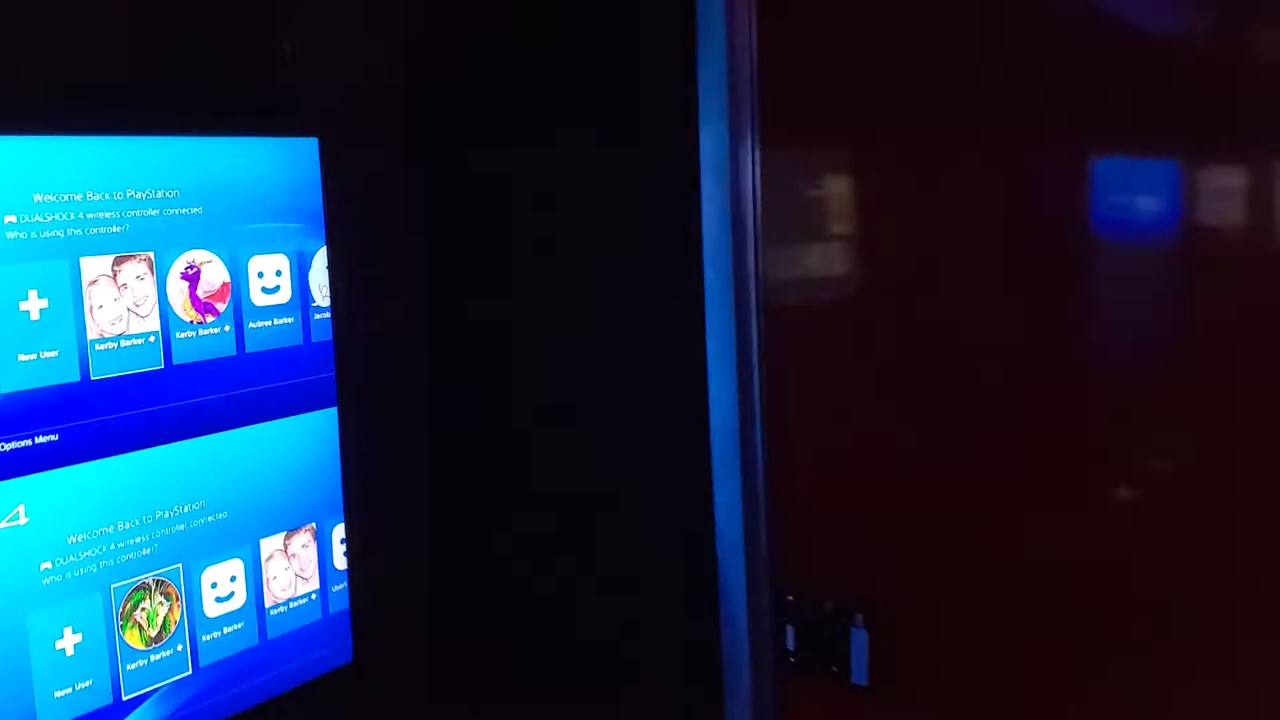 Welcome Back to PlayStation
DUALSHOCK 4 wireless controller connected
Who is using this controller?
New User
Kerby Barker
Kerby Barker
Aubree Barker
Jacob
Options Menu
4
Welcome Back to PlayStation
DUALSHOCK 4 wireless controller connected.
Who is using this controller?
New User
Kerby Barker
Kerby Barker
Kerby Barker